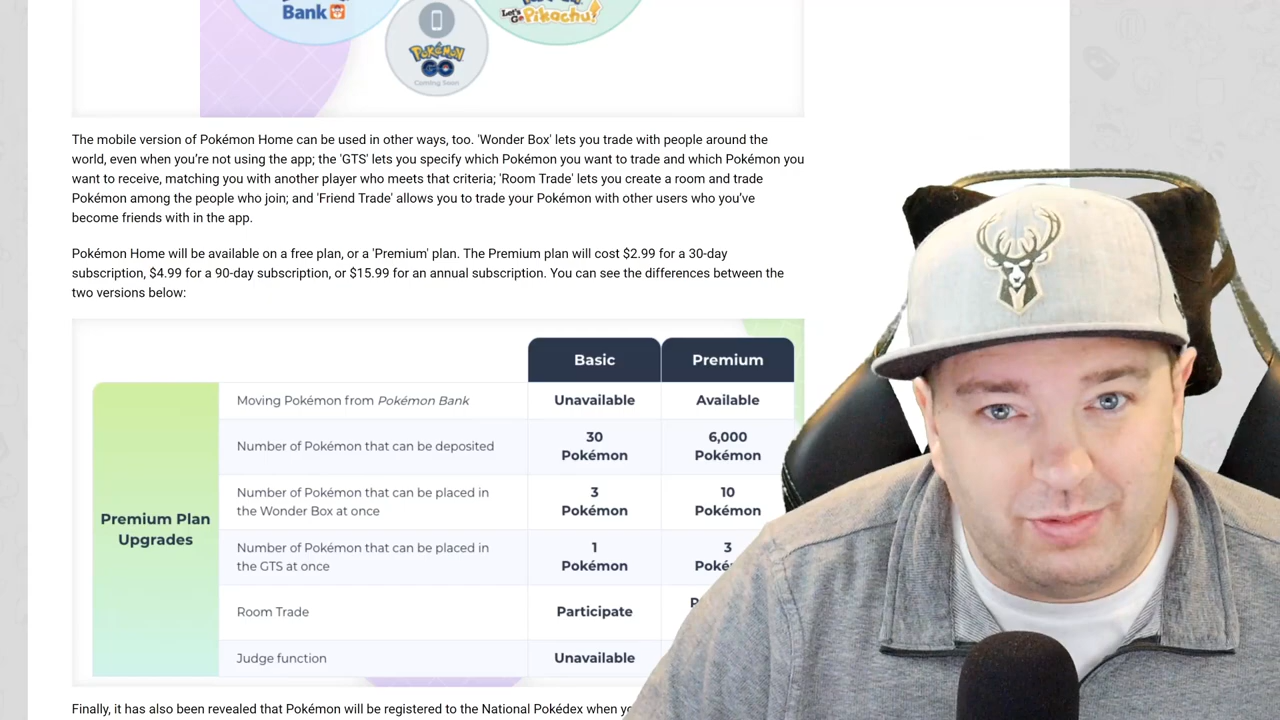 Bank
Let's Go Pikachu!
Pokémon
GO
Coming Soon
The mobile version of Pokémon Home can be used in other ways, too. 'Wonder Box' lets you trade with people around the
world, even when you're not using the app; the 'GTS' lets you specify which Pokémon you want to trade and which Pokémon you
want to receive, matching you with another player who meets that criteria; 'Room Trade' lets you create a room and trade
Pokémon among the people who join; and 'Friend Trade' allows you to trade your Pokémon with other users who you've
become friends with in the app.
Pokémon Home will be available on a free plan, or a 'Premium' plan. The Premium plan will cost $2.99 for a 30-day
subscription, $4.99 for a 90-day subscription, or $15.99 for an annual subscription. You can see the differences between the
two versions below:
Basic Premium
Premium Plan
Upgrades
Moving Pokémon from Pokémon Bank Unavailable Available
Number of Pokémon that can be deposited 30 Pokémon 6,000 Pokémon
Number of Pokémon that can be placed in
the Wonder Box at once 3 Pokémon 10 Pokémon
Number of Pokémon that can be placed in
the GTS at once 1 Pokémon 3
Room Trade Participate
Judge function Unavailable
Finally, it has also been revealed that Pokémon will be registered to the National Pokédex when